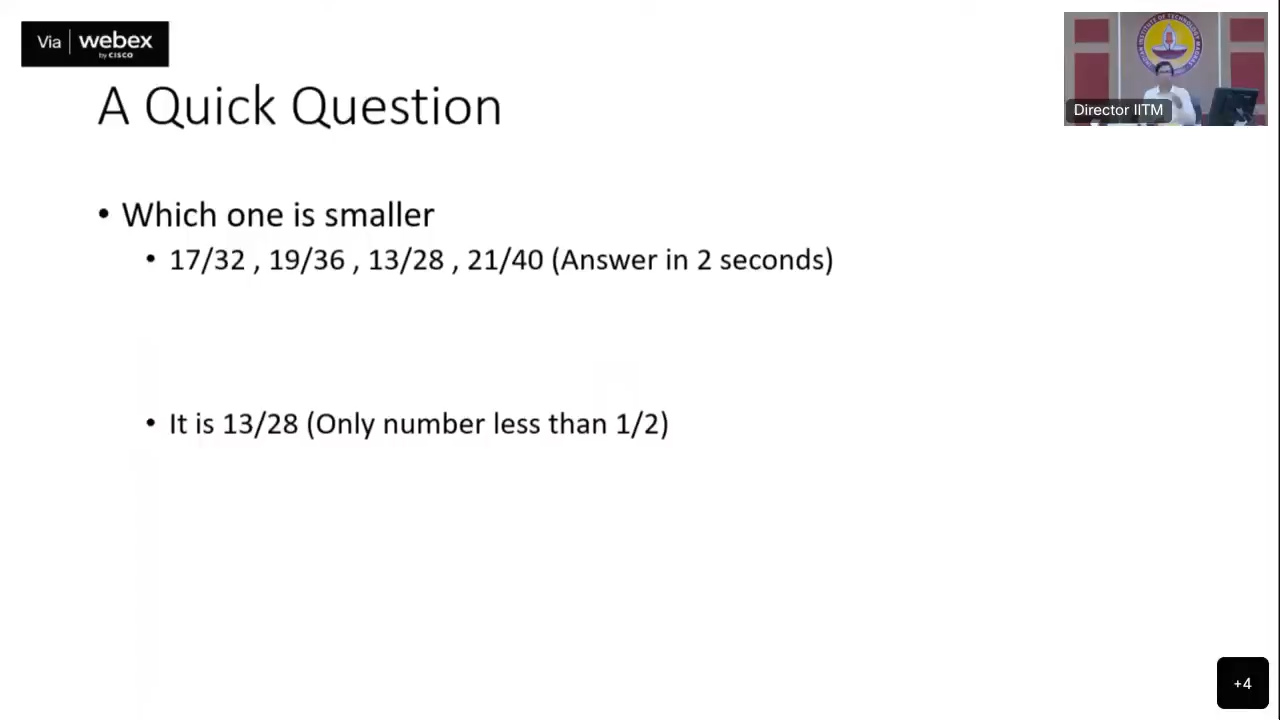 Via webex
by CISCO
Director IITM
A Quick Question
• Which one is smaller
• 17/32 , 19/36 , 13/28 , 21/40 (Answer in 2 seconds)
• It is 13/28 (Only number less than 1/2)
+4